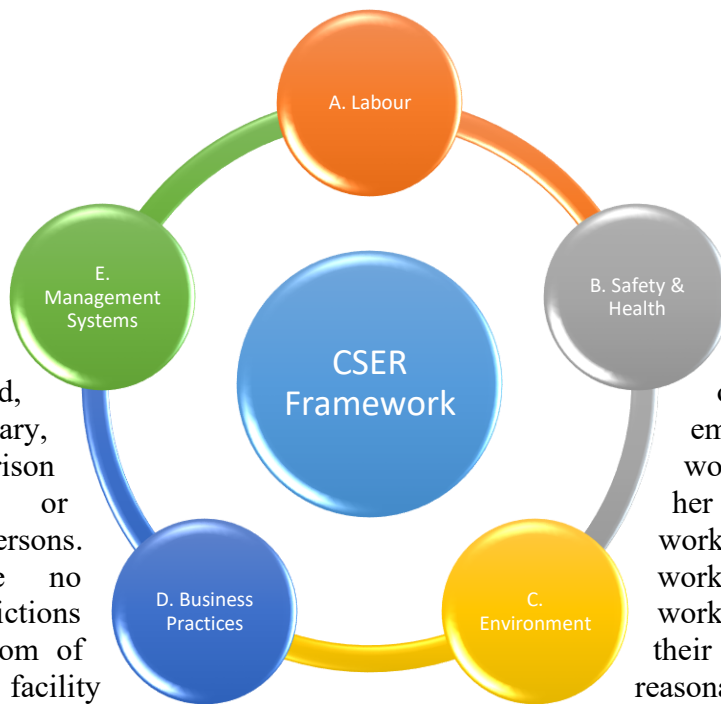 A. Labour
E.
Management
Systems
B. Safety &
Health
CSER
Framework
D. Business
Practices
C.
Environment
d,
ary,
rison
or
ersons.
e no
ictions
om of
facility
em
wo
her
work
work
work
their
reasona